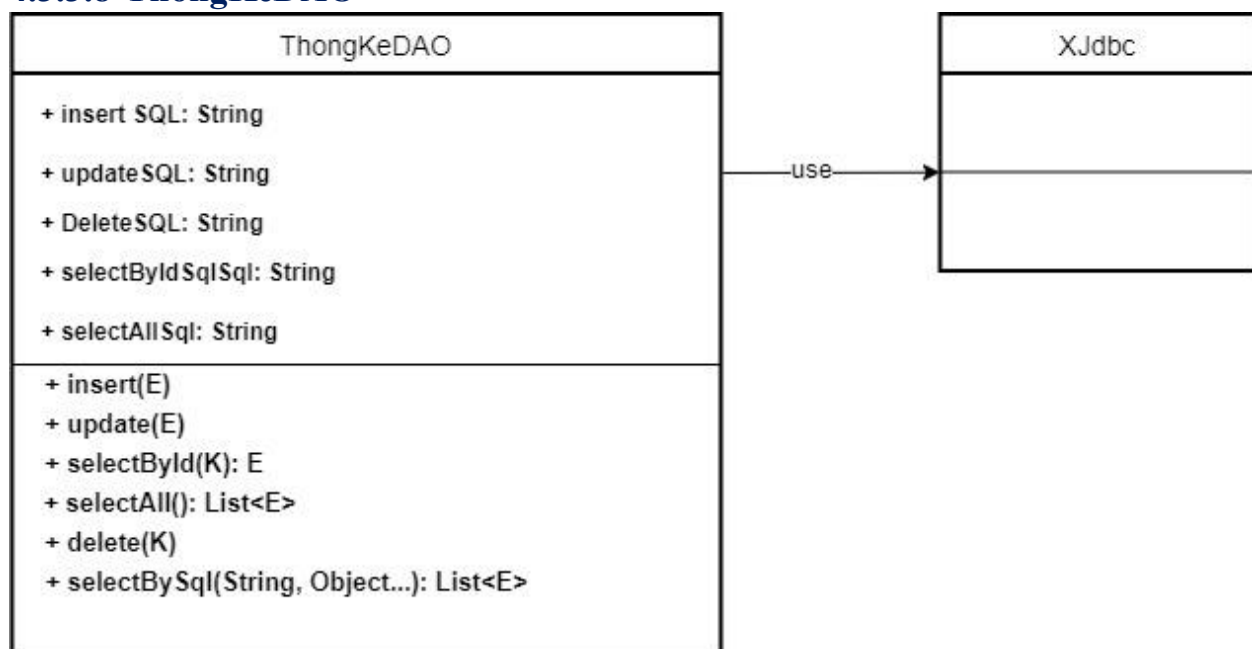 ThongKeDAO
XJdbc
+ insert SQL: String
+ updateSQL: String
use
+ DeleteSQL: String
+ selectByIdSqlSql: String
+ selectAllSql: String
+ insert(E)
+ update(E)
+ selectById(K): E
+ selectAll(): List<E>
+ delete(K)
+ selectBySql(String, Object...): List<E>